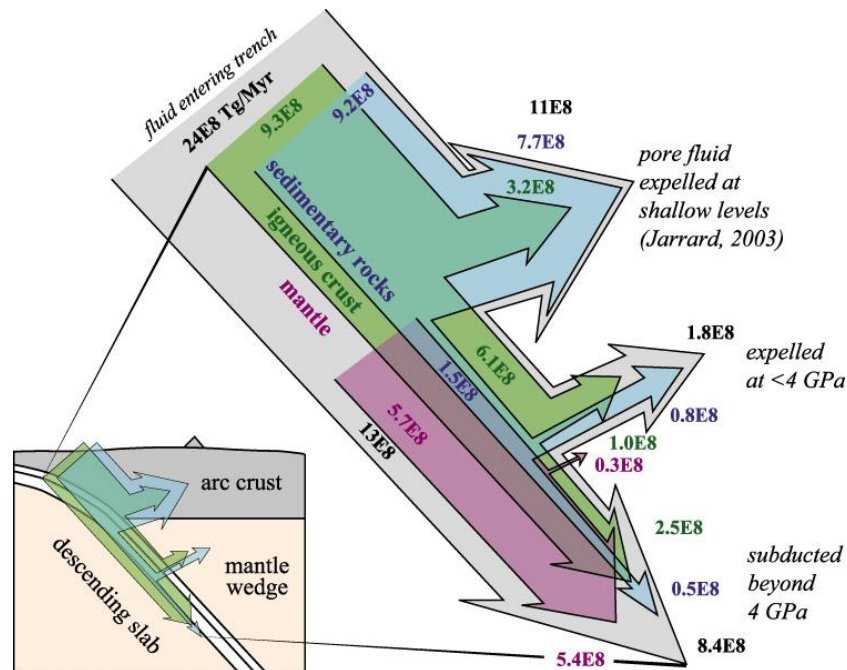 fluid entering trench
24E8 Tg/Myr
9.3E8
9.2E8
sedimentary rocks
igneous crust
mantle
11E8
7.7E8
3.2E8
pore fluid
expelled at
shallow levels
(Jarrard, 2003)
6.1E8
1.5E8
5.7E8
13E8
1.8E8
expelled
at <4 GPa
0.8E8
1.0E8
0.3E8
2.5E8
subducted
beyond
4 GPa
0.5E8
8.4E8
5.4E8
arc crust
mantle
wedge
descending slab